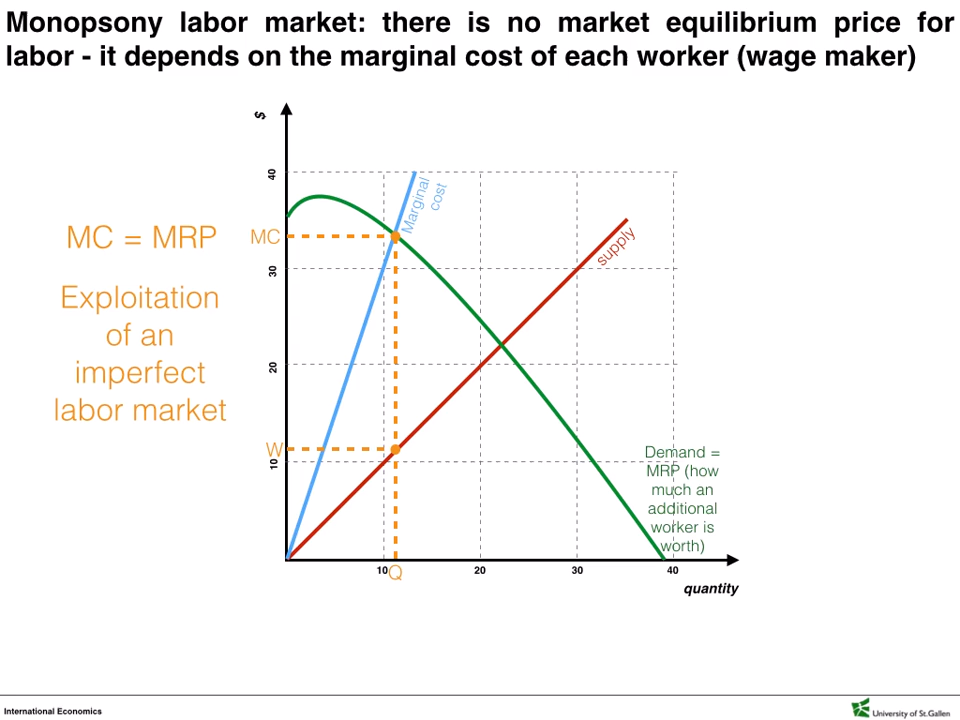 Monopsony labor market: there is no market equilibrium price for
labor - it depends on the marginal cost of each worker (wage maker)
$
40
Marginal
cost
MC = MRP
MC
supply
30
Exploitation
of an
imperfect
labor market
20
W
10
Demand =
MRP (how
much an
additional
worker is
worth)
10
Q
20
30
40
quantity
International Economics
University of St.Gallen